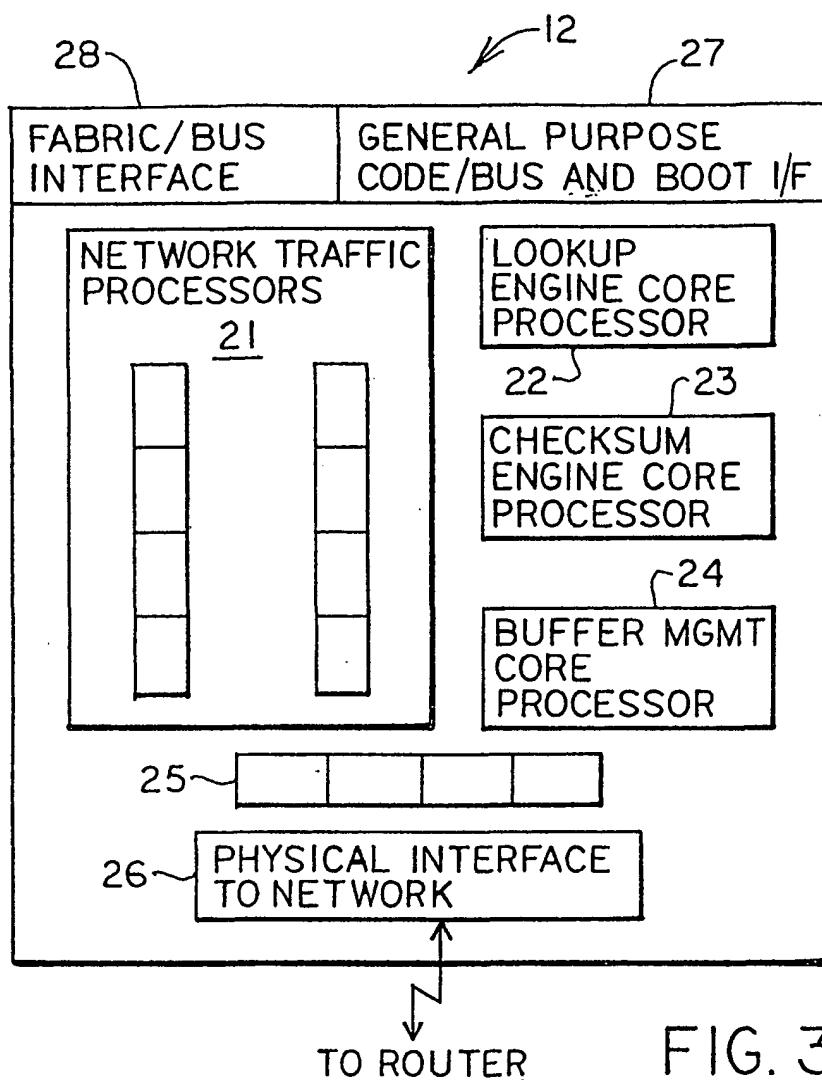 12
28
27
FABRIC/BUS
INTERFACE
GENERAL PURPOSE
CODE/BUS AND BOOT I/F
NETWORK TRAFFIC
PROCESSORS
21
LOOKUP
ENGINE CORE
PROCESSOR
22
23
CHECKSUM
ENGINE CORE
PROCESSOR
24
BUFFER MGMT
CORE
PROCESSOR
25
26
PHYSICAL INTERFACE
TO NETWORK
TO ROUTER
FIG. 3